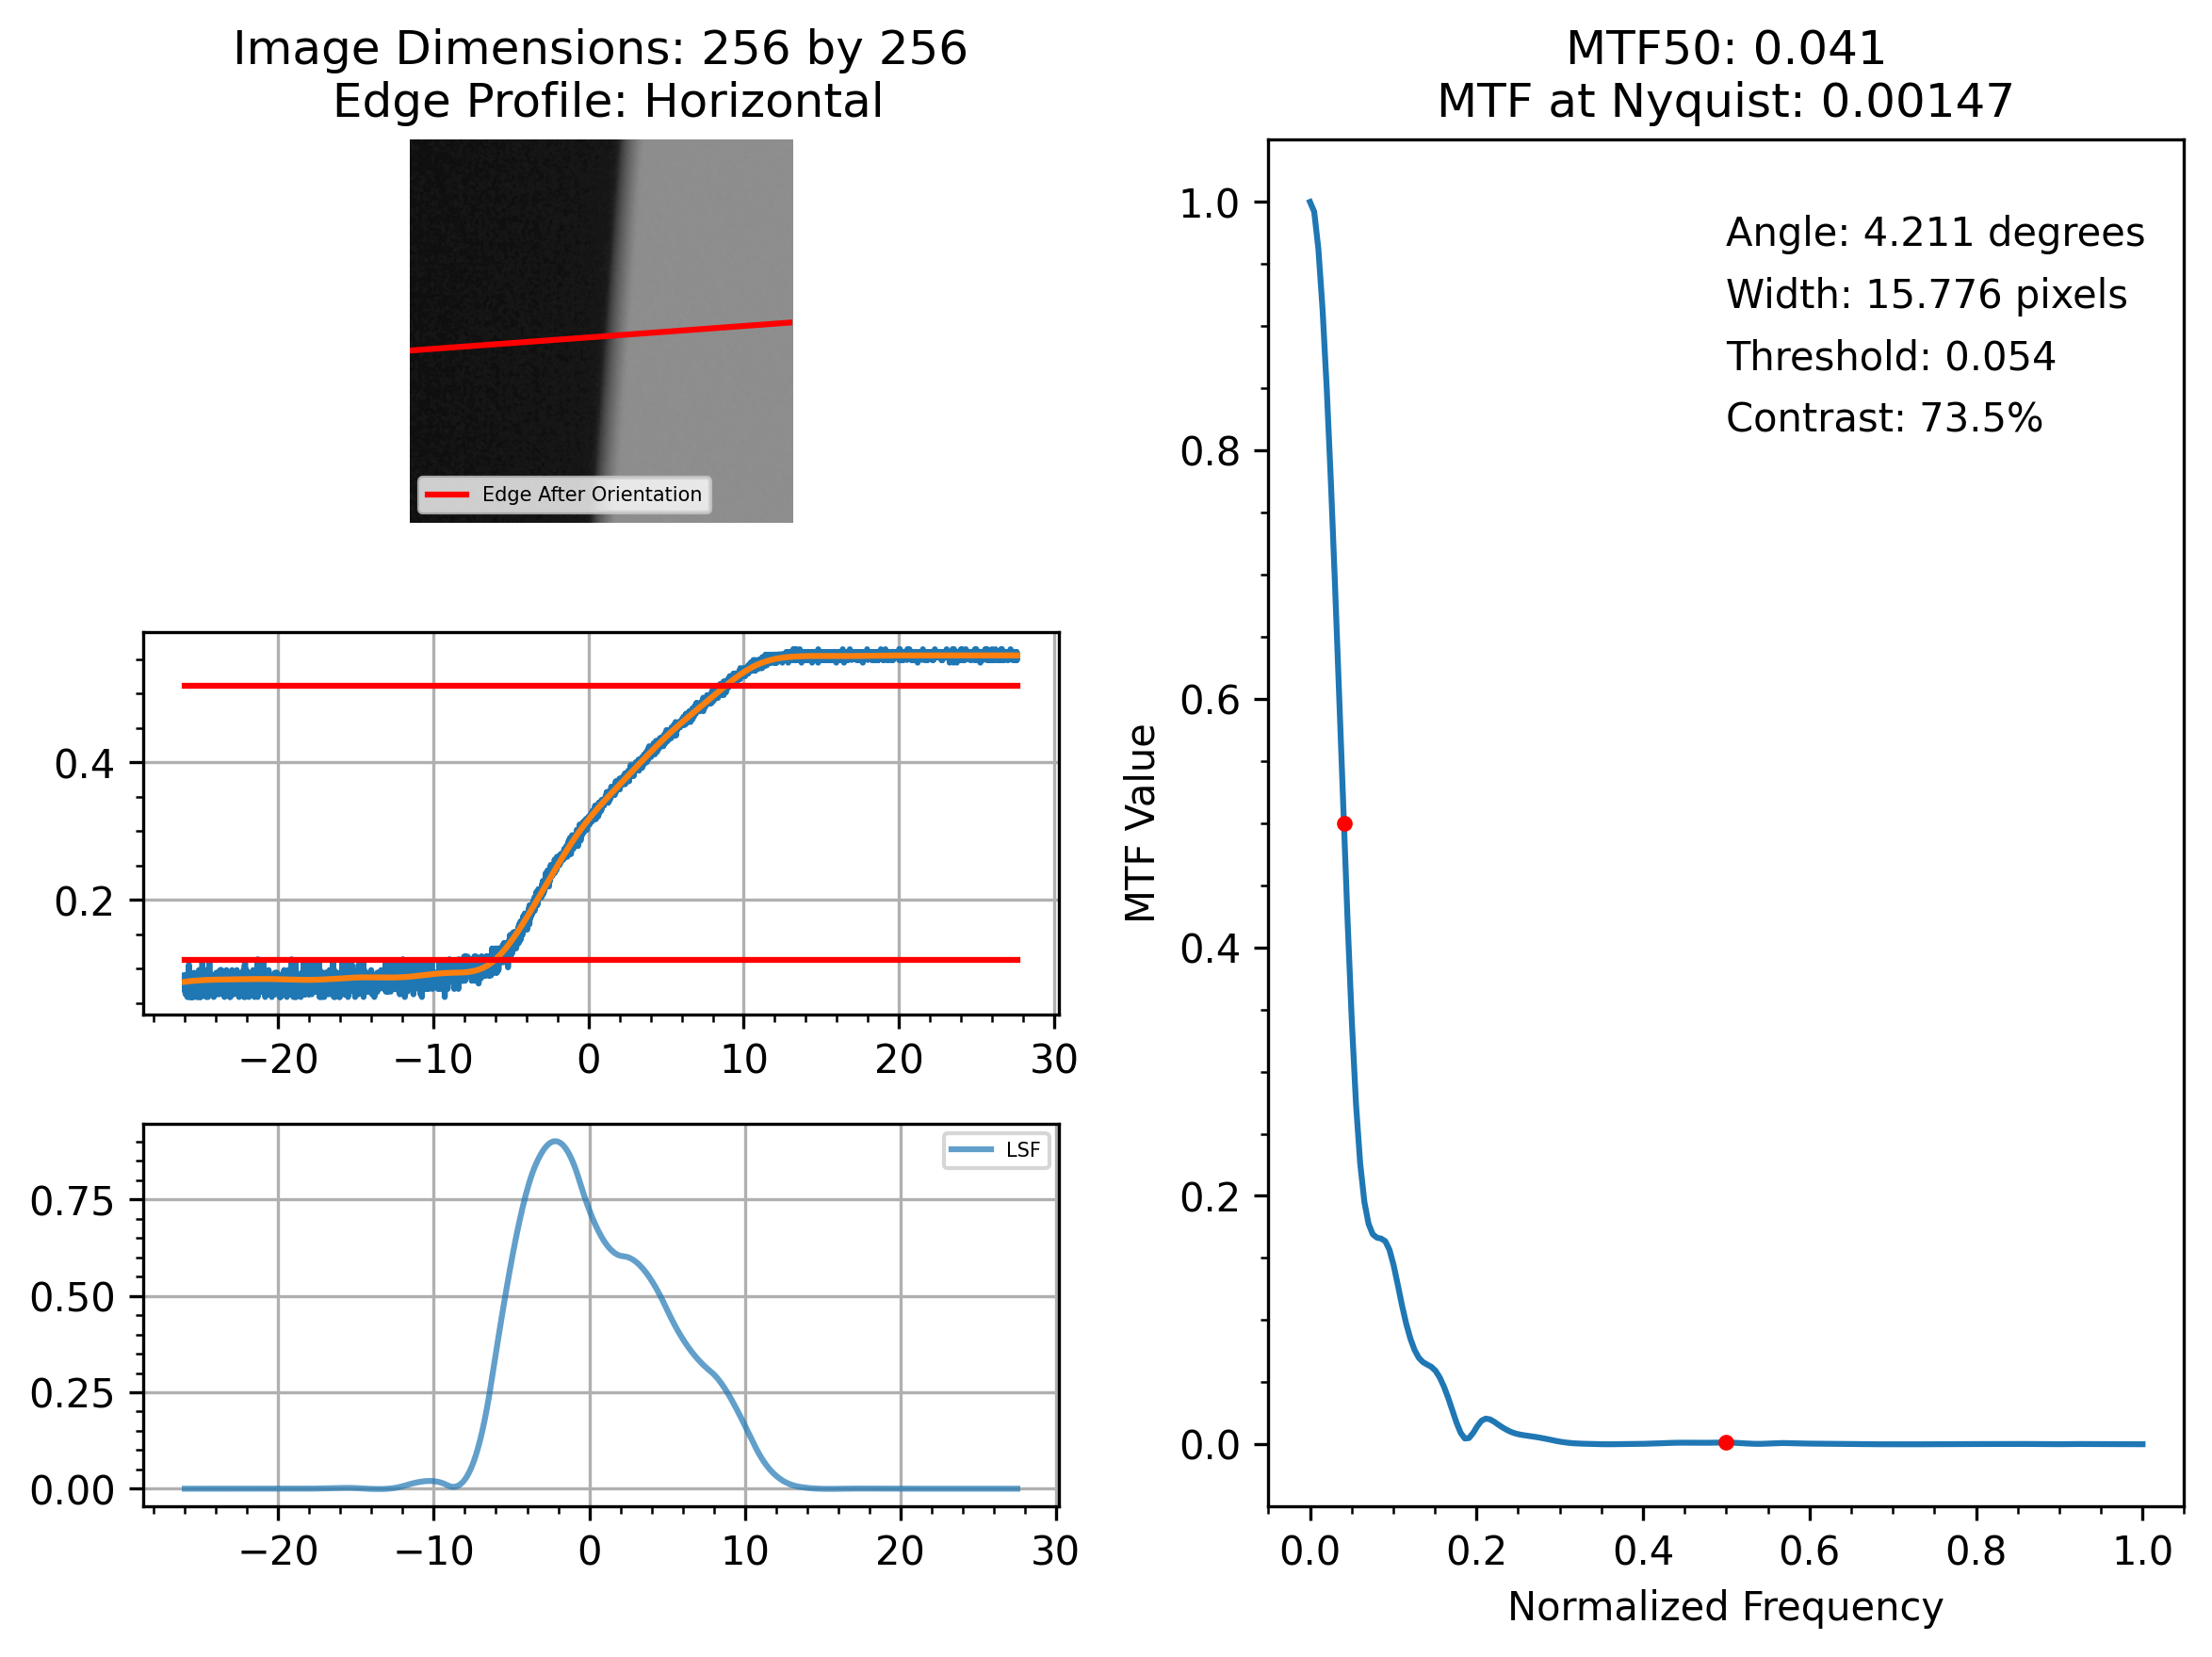 Image Dimensions: 256 by 256
Edge Profile: Horizontal
Edge After Orientation
0.4
0.2
−20 −10 0 10 20 30
LSF
0.75
0.50
0.25
0.00
−20 −10 0 10 20 30
MTF50: 0.041
MTF at Nyquist: 0.00147
Angle: 4.211 degrees
Width: 15.776 pixels
Threshold: 0.054
Contrast: 73.5%
MTF Value
1.0
0.8
0.6
0.4
0.2
0.0
0.0 0.2 0.4 0.6 0.8 1.0
Normalized Frequency